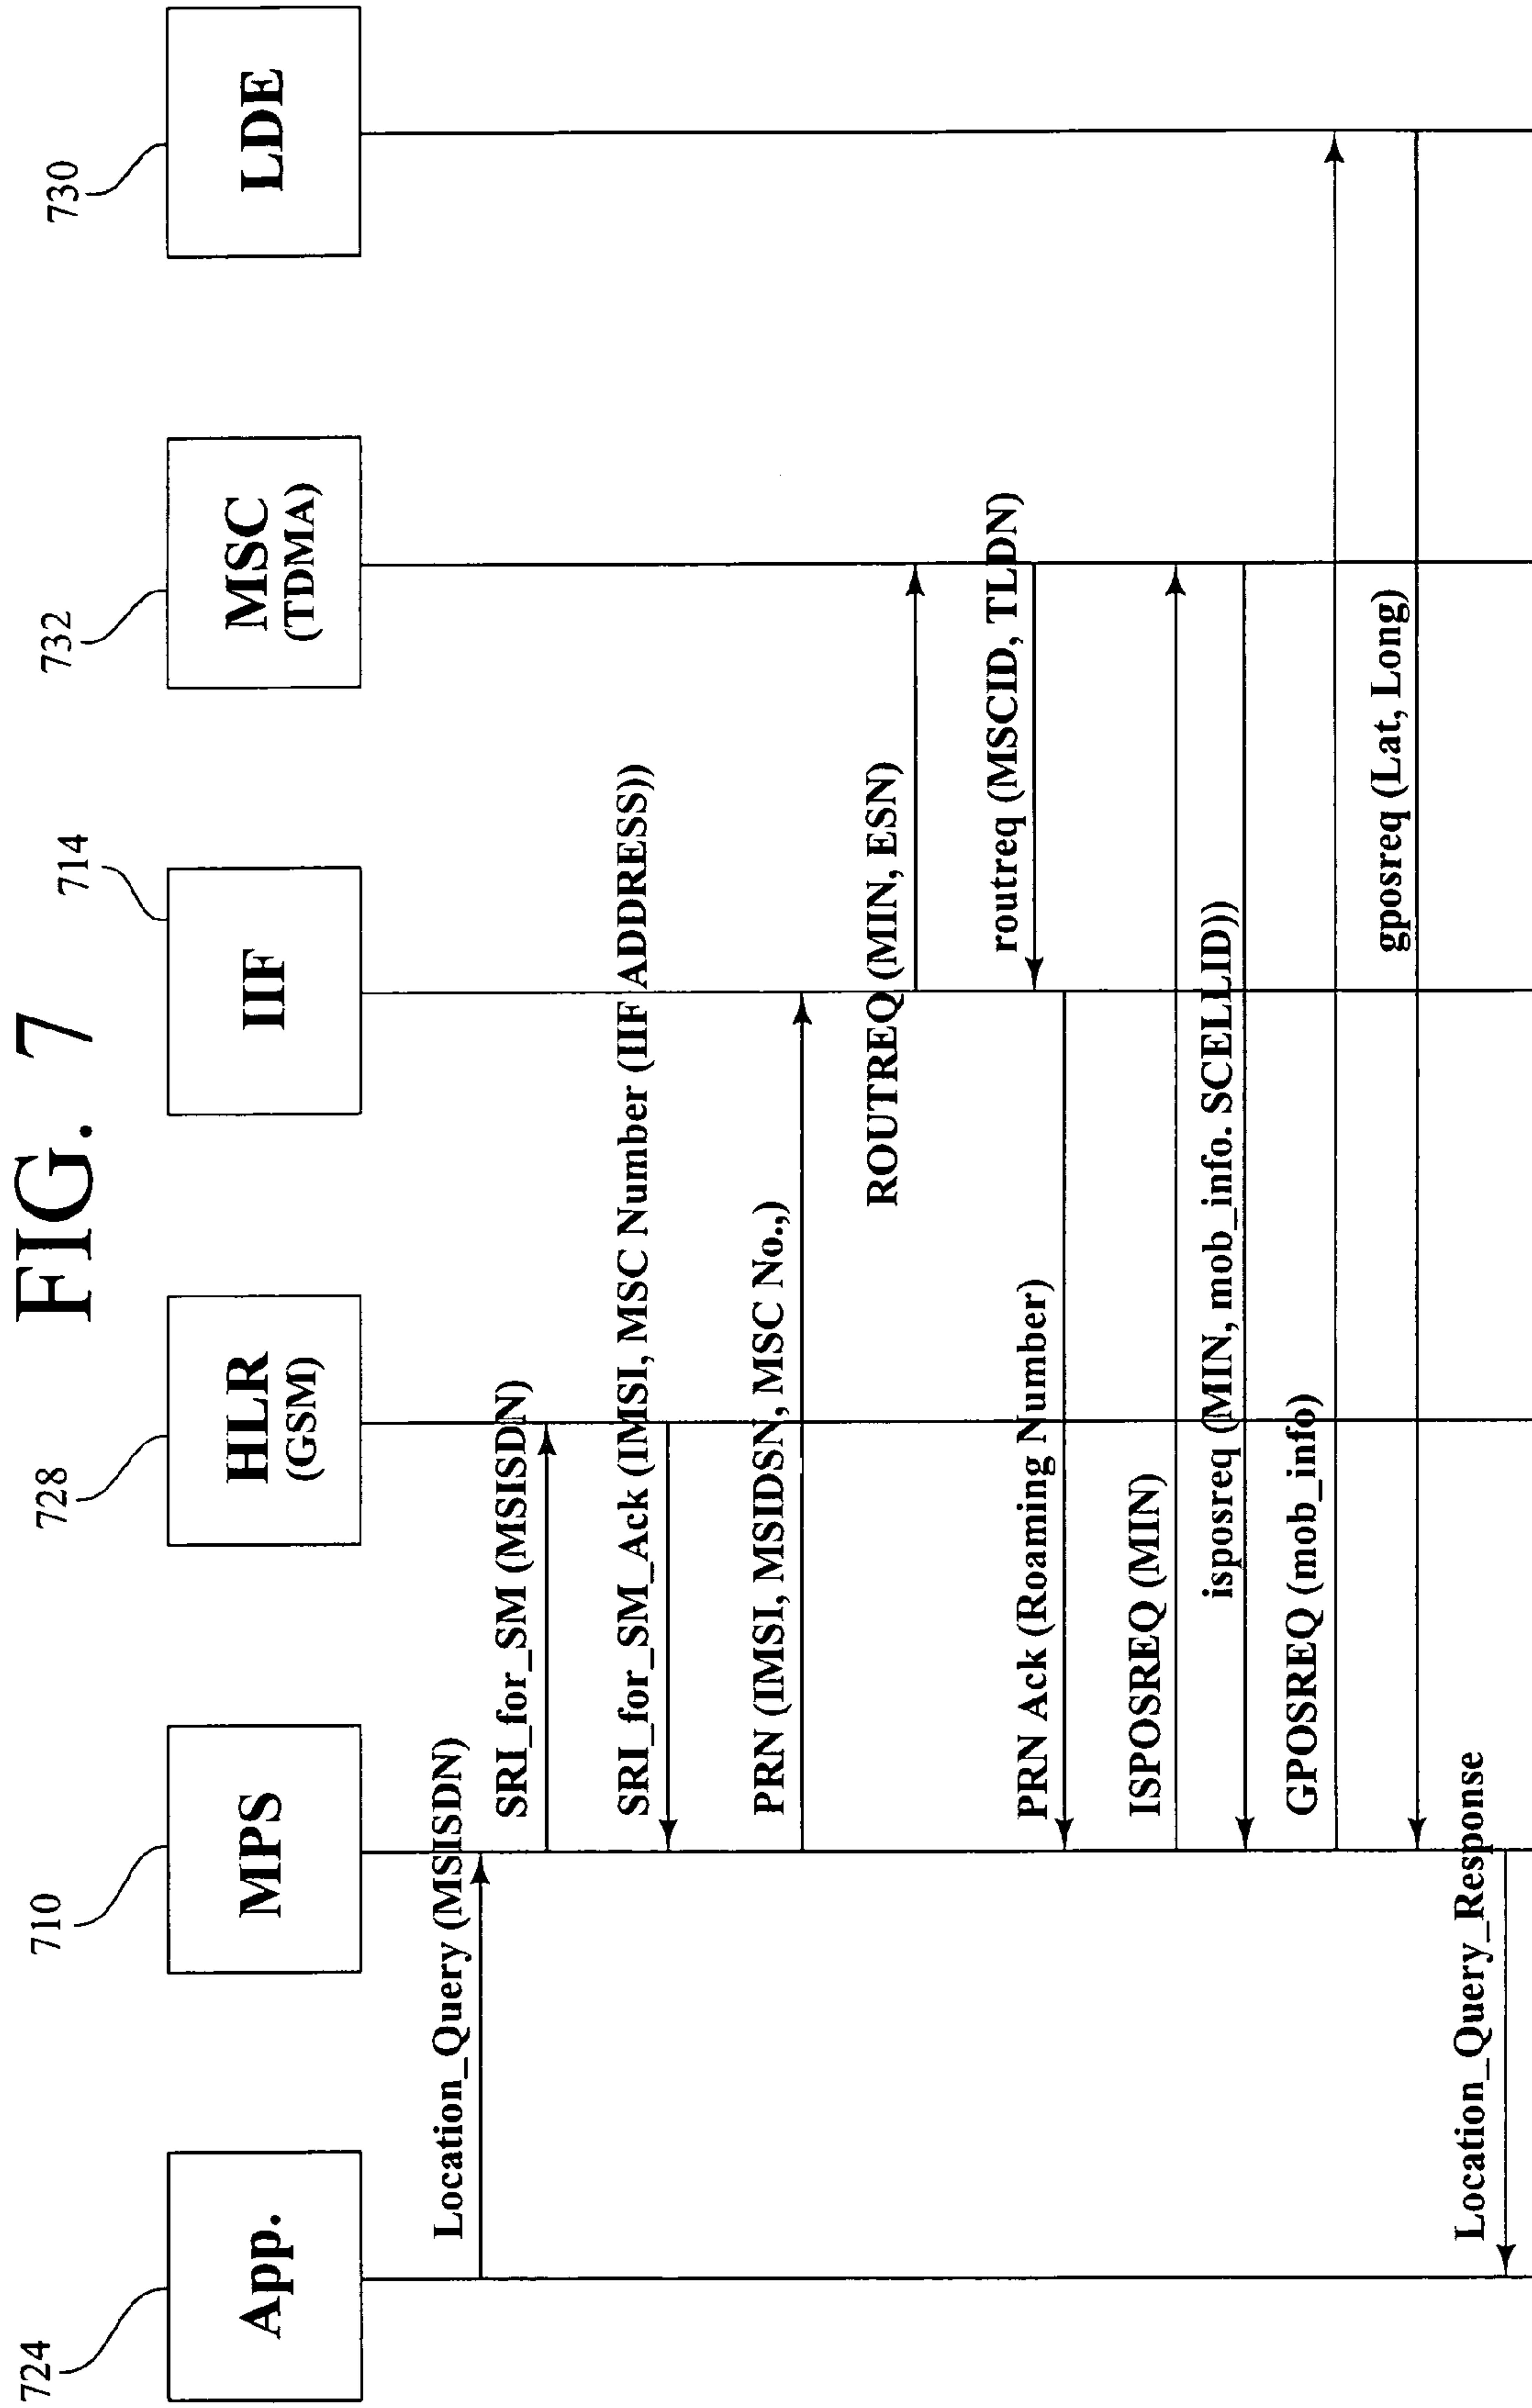 FIG. 7
724
710
728
714
732
730
App.
MPS
HLR
(GSM)
IIF
MSC
(TDMA)
LDE
Location_Query (MSISDN)
SRI_for_SM (MSISDN)
SRI_for_SM_Ack (IMSI, MSC Number (IIF ADDRESS))
PRN (IMSI, MSIDSN, MSC No.,)
ROUTREQ (MIN, ESN)
routreq (MSCID, TLDN)
PRN Ack (Roaming Number)
ISPOSREQ (MIN)
isposreq (MIN, mob_info. SCELLID))
GPOSREQ (mob_info)
gposreq (Lat, Long)
Location_Query_Response